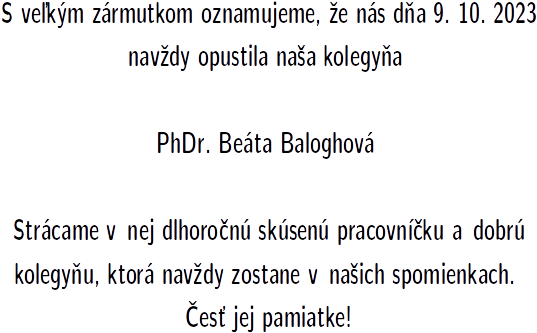 S veľkým zármutkom oznamujeme, že nás dňa 9. 10. 2023
navždy opustila naša kolegyňa
PhDr. Beáta Baloghová
Strácame v nej dlhoročnú skúsenú pracovníčku a dobrú
kolegyňu, ktorá navždy zostane v našich spomienkach.
Česť jej pamiatke!